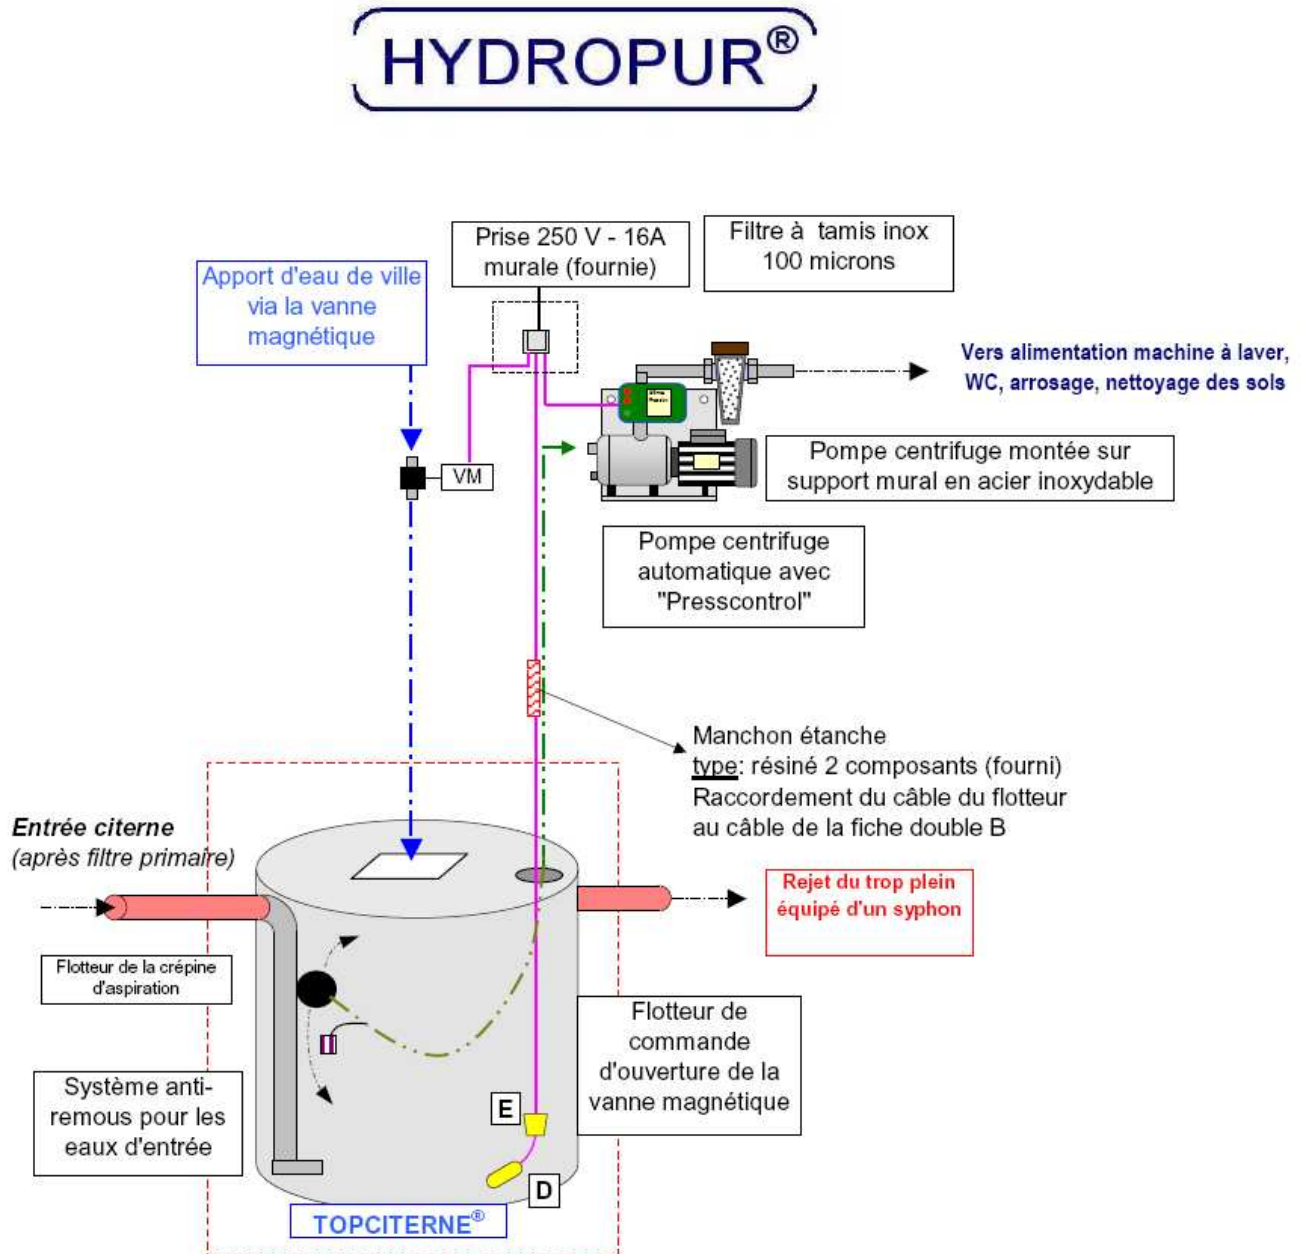 HYDROPUR®
Prise 250 V - 16A
murale (fournie)
Filtre à tamis inox
100 microns
Apport d'eau de ville
via la vanne
magnétique
Vers alimentation machine à laver,
WC, arrosage, nettoyage des sols
VM
Pompe centrifuge montée sur
support mural en acier inoxydable
Pompe centrifuge
automatique avec
"Presscontrol"
Manchon étanche
type: résiné 2 composants (fourni)
Raccordement du câble du flotteur
au câble de la fiche double B
Entrée citerne
(après filtre primaire)
Rejet du trop plein
équipé d'un syphon
Flotteur de la crépine
d'aspiration
Flotteur de
commande
d'ouverture de la
vanne magnétique
Système anti-
remous pour les
eaux d'entrée
E
D
TOPCITERNE®